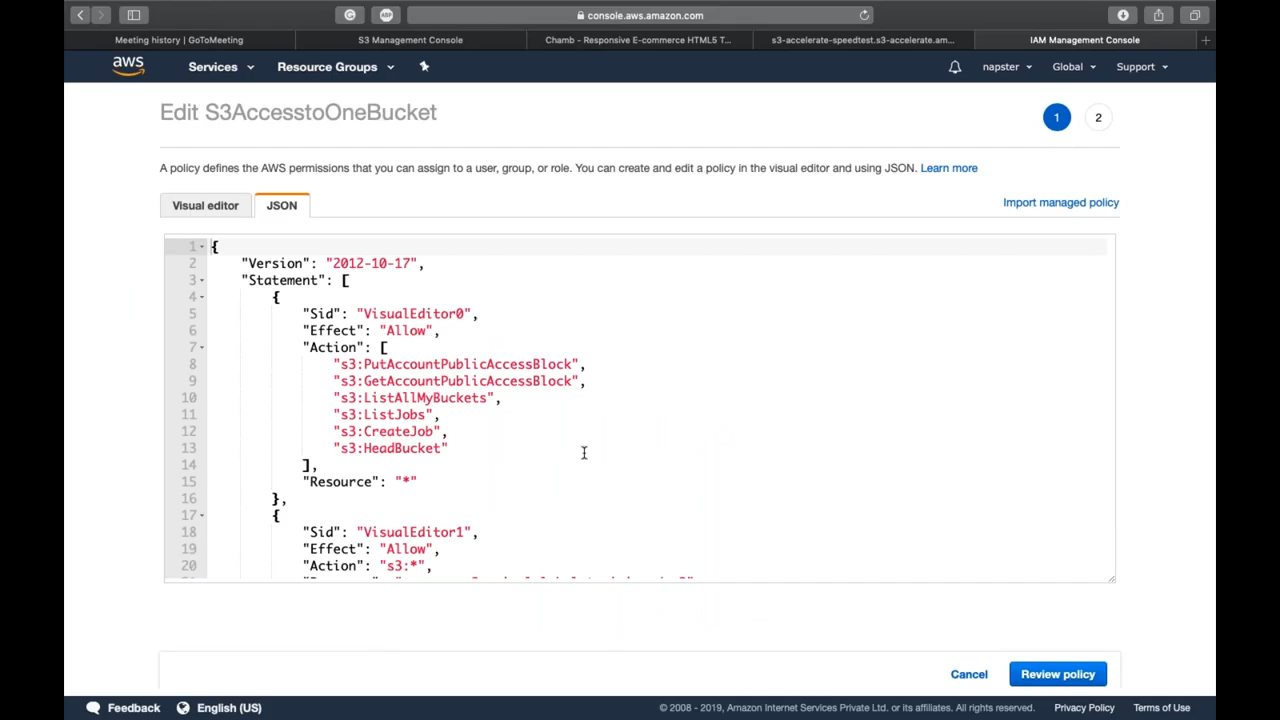 console.aws.amazon.com
Meeting history | GoToMeeting
S3 Management Console
Chamb - Responsive E-commerce HTML5 T...
s3-accelerate-speedtest.s3-accelerate.am...
IAM Management Console
aws Services Resource Groups napster Global Support
Edit S3AccesstoOneBucket
1 2
A policy defines the AWS permissions that you can assign to a user, group, or role. You can create and edit a policy in the visual editor and using JSON. Learn more
Visual editor JSON Import managed policy
1 {
2 "Version": "2012-10-17",
3 "Statement": [
4 {
5 "Sid": "VisualEditor0",
6 "Effect": "Allow",
7 "Action": [
8 "s3:PutAccountPublicAccessBlock",
9 "s3:GetAccountPublicAccessBlock",
10 "s3:ListAllMyBuckets",
11 "s3:ListJobs",
12 "s3:CreateJob",
13 "s3:HeadBucket"
14 ],
15 "Resource": "*"
16 },
17 {
18 "Sid": "VisualEditor1",
19 "Effect": "Allow",
20 "Action": "s3:*",
Cancel Review policy
Feedback English (US) © 2008 - 2019, Amazon Internet Services Private Ltd. or its affiliates. All rights reserved. Privacy Policy Terms of Use